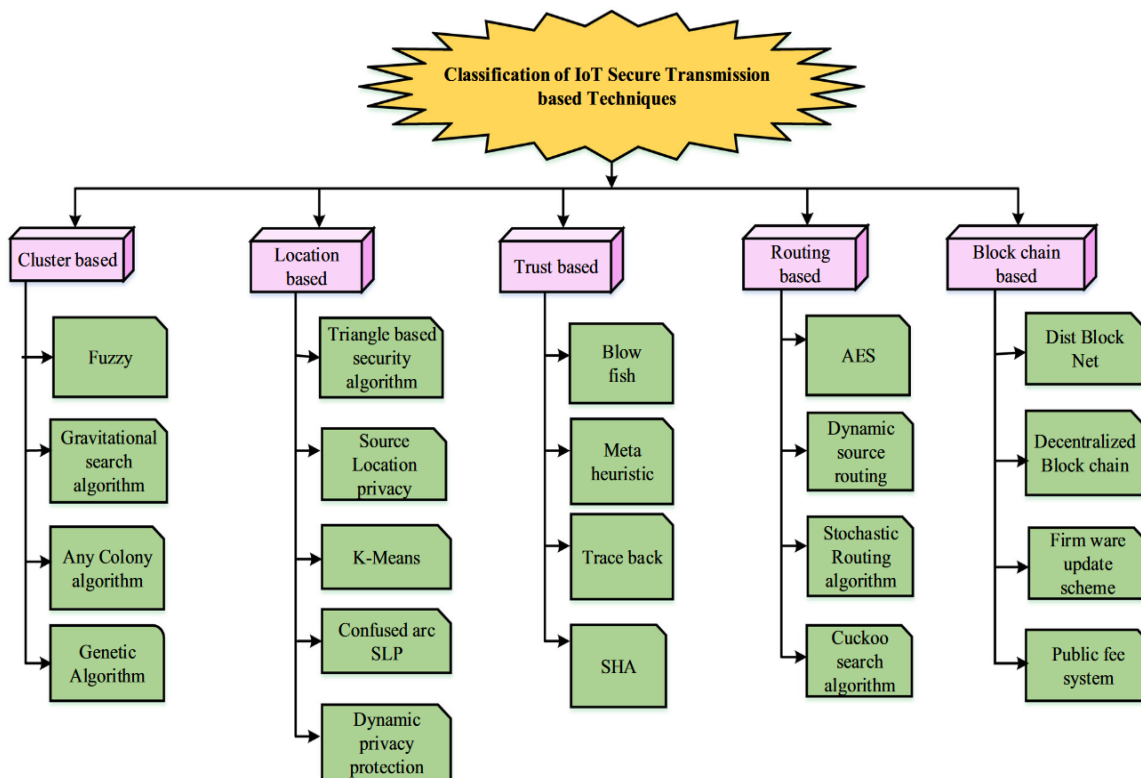 Classification of IoT Secure Transmission
based Techniques
Cluster based
Fuzzy
Gravitational
search
algorithm
Any Colony
algorithm
Genetic
Algorithm
Location
based
Triangle based
security
algorithm
Source
Location
privacy
K-Means
Confused arc
SLP
Dynamic
privacy
protection
Trust based
Blow
fish
Meta
heuristic
Trace back
SHA
Routing
based
AES
Dynamic
source
routing
Stochastic
Routing
algorithm
Cuckoo
search
algorithm
Block chain
based
Dist Block
Net
Decentralized
Block chain
Firm ware
update
scheme
Public fee
system